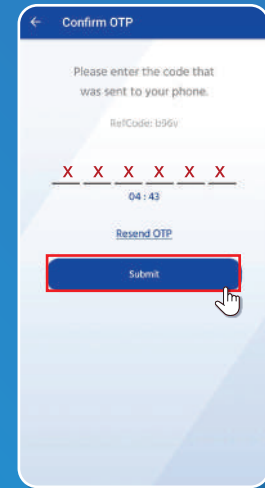 Confirm OTP
Please enter the code that
was sent to your phone.
RefCode: b96v
X X X X X X
04 : 43
Resend OTP
Submit